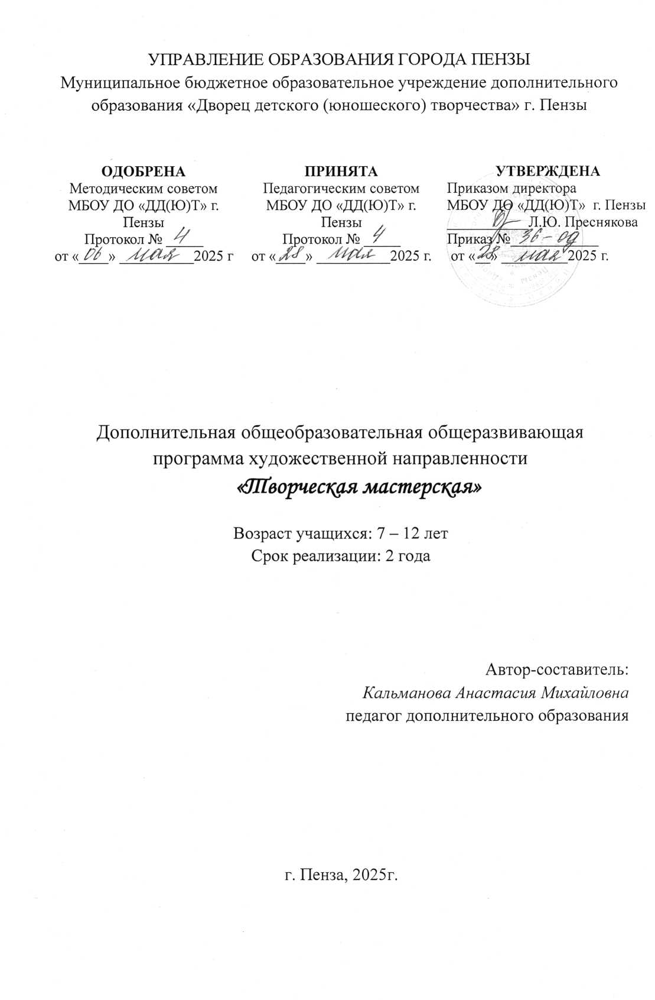 УПРАВЛЕНИЕ ОБРАЗОВАНИЯ ГОРОДА ПЕНЗЫ
Муниципальное бюджетное образовательное учреждение дополнительного
образования «Дворец детского (юношеского) творчества» г. Пензы
ОДОБРЕНА
Методическим советом
МБОУ ДО «ДД(Ю)Т» г.
Пензы
Протокол № 4
от «06» мая 2025 г
ПРИНЯТА
Педагогическим советом
МБОУ ДО «ДД(Ю)Т» г.
Пензы
Протокол № 4
от «28» мая 2025 г.
УТВЕРЖДЕНА
Приказом директора
МБОУ ДО «ДД(Ю)Т» г. Пензы
Л.Ю. Преснякова
Приказ № 36-од
от «28» мая 2025 г.
Дополнительная общеобразовательная общеразвивающая
программа художественной направленности
«Творческая мастерская»
Возраст учащихся: 7 – 12 лет
Срок реализации: 2 года
Автор-составитель:
Кальманова Анастасия Михайловна
педагог дополнительного образования
г. Пенза, 2025г.